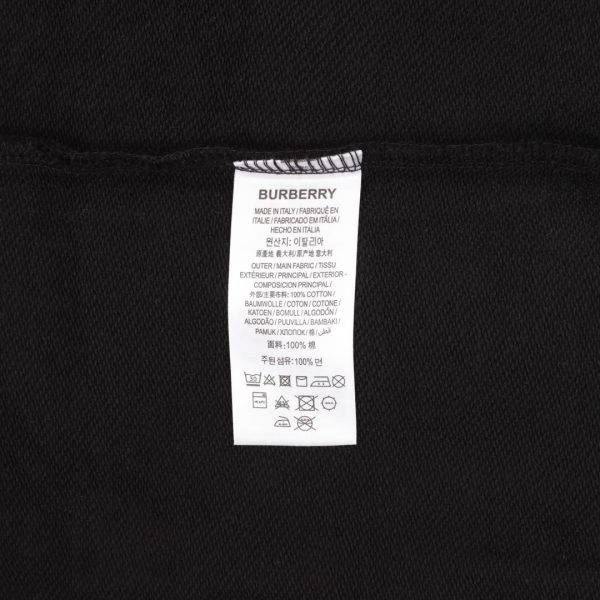 BURBERRY
MADE IN ITALY / FABRIQUÉ EN
ITALIE / FABRICADO EM ITÁLIA /
HECHO EN ITALIA
원산지: 이탈리아
原產地 義大利/原产地 意大利
OUTER / MAIN FABRIC / TISSU
EXTÉRIEUR / PRINCIPAL / EXTERIOR -
COMPOSICION PRINCIPAL /
外部/主要布料: 100% COTTON /
BAUMWOLLE / COTON / COTONE /
KATOEN / BOMULL / ALGODÓN /
ALGODÃO / PUUVILLA / BAMBAKI /
PAMUK / ХЛОПОК / 棉 / قطن
面料: 100% 棉
주된 섬유: 100% 면